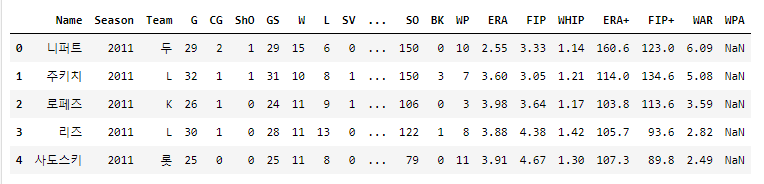 Name Season Team G CG ShO GS W L SV ... SO BK WP ERA FIP WHIP ERA+ FIP+ WAR WPA
0 니퍼트 2011 두 29 2 1 29 15 6 0 ... 150 0 10 2.55 3.33 1.14 160.6 123.0 6.09 NaN
1 주키치 2011 L 32 1 1 31 10 8 1 ... 150 3 7 3.60 3.05 1.21 114.0 134.6 5.08 NaN
2 로페즈 2011 K 26 1 0 24 11 9 1 ... 106 0 3 3.98 3.64 1.17 103.8 113.6 3.59 NaN
3 리즈 2011 L 30 1 0 28 11 13 0 ... 122 1 8 3.88 4.38 1.42 105.7 93.6 2.82 NaN
4 사도스키 2011 롯 25 0 0 25 11 8 0 ... 79 0 11 3.91 4.67 1.30 107.3 89.8 2.49 NaN